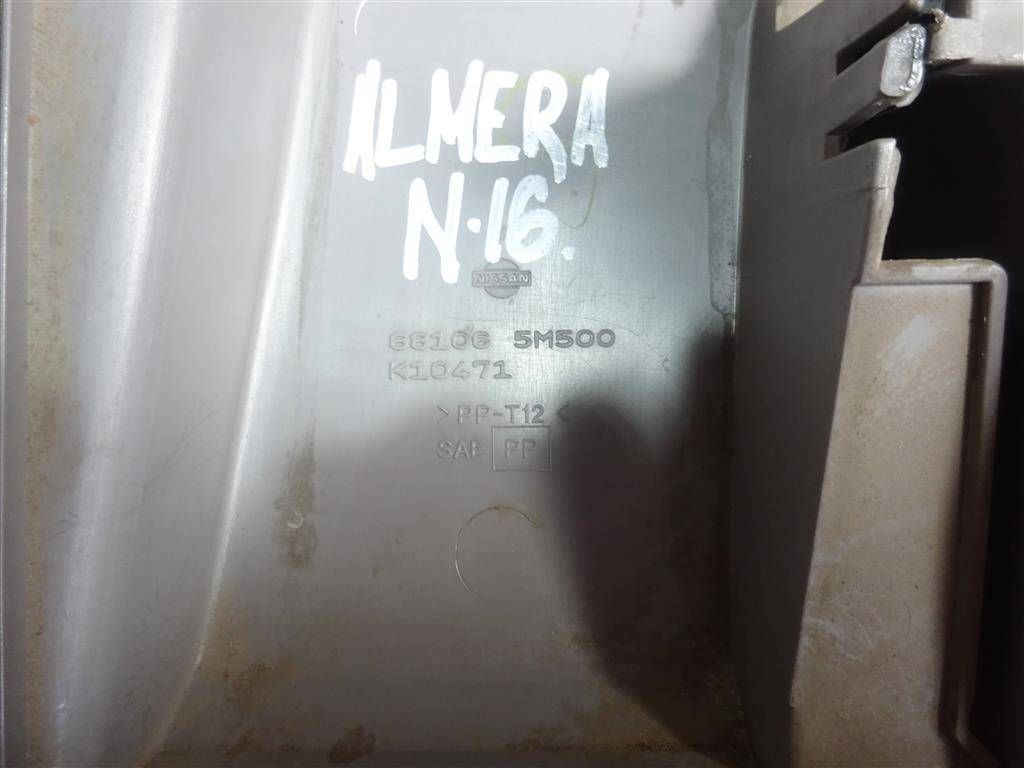 ALMERA
N·16.
NISSAN
68106 5M500
K10471
>PP-T12<
SAE PP